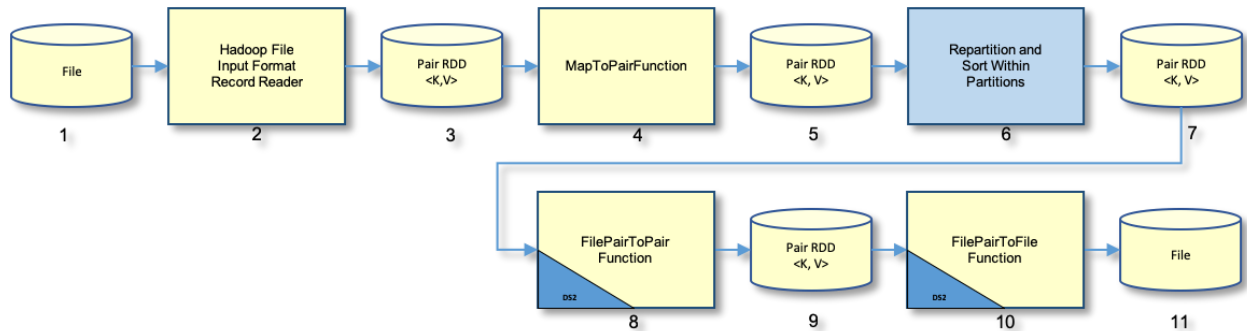 File
Hadoop File
Input Format
Record Reader
Pair RDD
<K,V>
MapToPairFunction
Pair RDD
<K, V>
Repartition and
Sort Within
Partitions
Pair RDD
<K, V>
1
2
3
4
5
6
7
FilePairToPair
Function
DS2
Pair RDD
<K, V>
FilePairToFile
Function
DS2
File
8
9
10
11